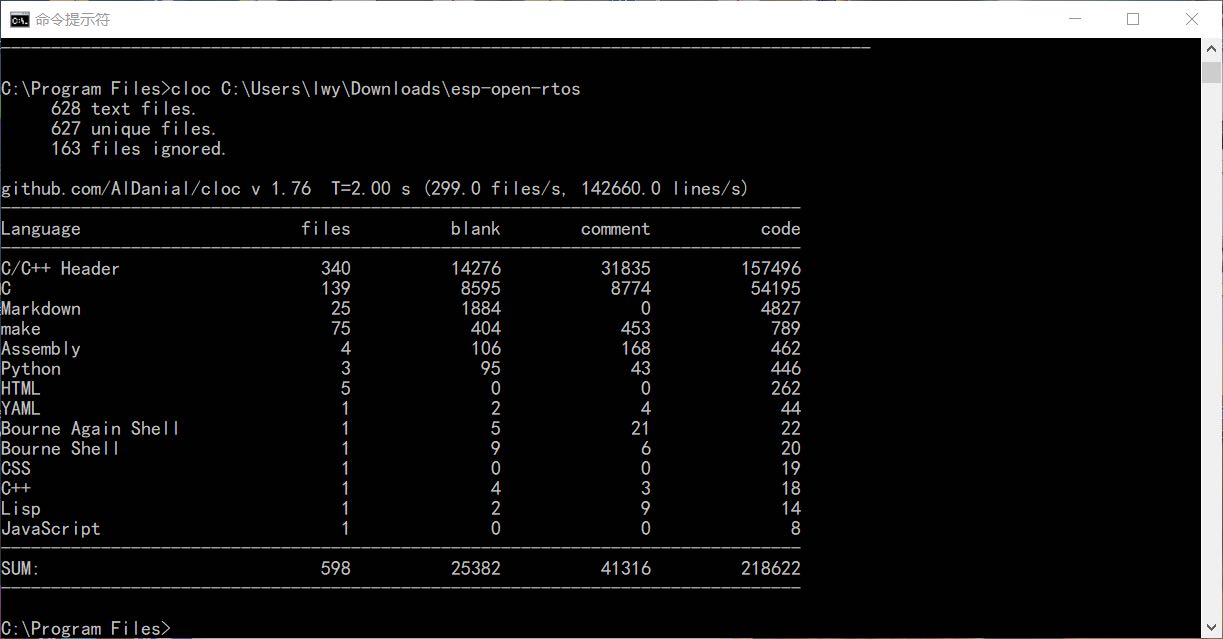 命令提示符
C:\Program Files>cloc C:\Users\lwy\Downloads\esp-open-rtos
628 text files.
627 unique files.
163 files ignored.
github.com/AlDanial/cloc v 1.76  T=2.00 s (299.0 files/s, 142660.0 lines/s)
Language files blank comment code
C/C++ Header 340 14276 31835 157496
C 139 8595 8774 54195
Markdown 25 1884 0 4827
make 75 404 453 789
Assembly 4 106 168 462
Python 3 95 43 446
HTML 5 0 0 262
YAML 1 2 4 44
Bourne Again Shell 1 5 21 22
Bourne Shell 1 9 6 20
CSS 1 0 0 19
C++ 1 4 3 18
Lisp 1 2 9 14
JavaScript 1 0 0 8
SUM: 598 25382 41316 218622
C:\Program Files>